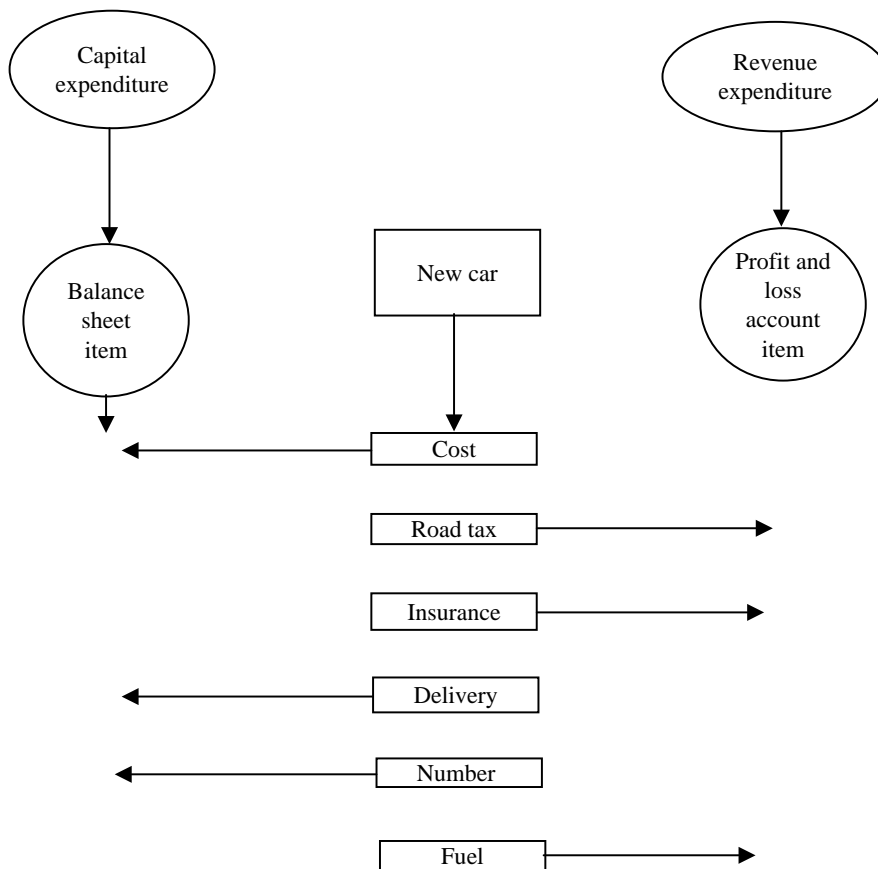 Capital
expenditure
Revenue
expenditure
Balance
sheet
item
New car
Profit and
loss
account
item
Cost
Road tax
Insurance
Delivery
Number
Fuel